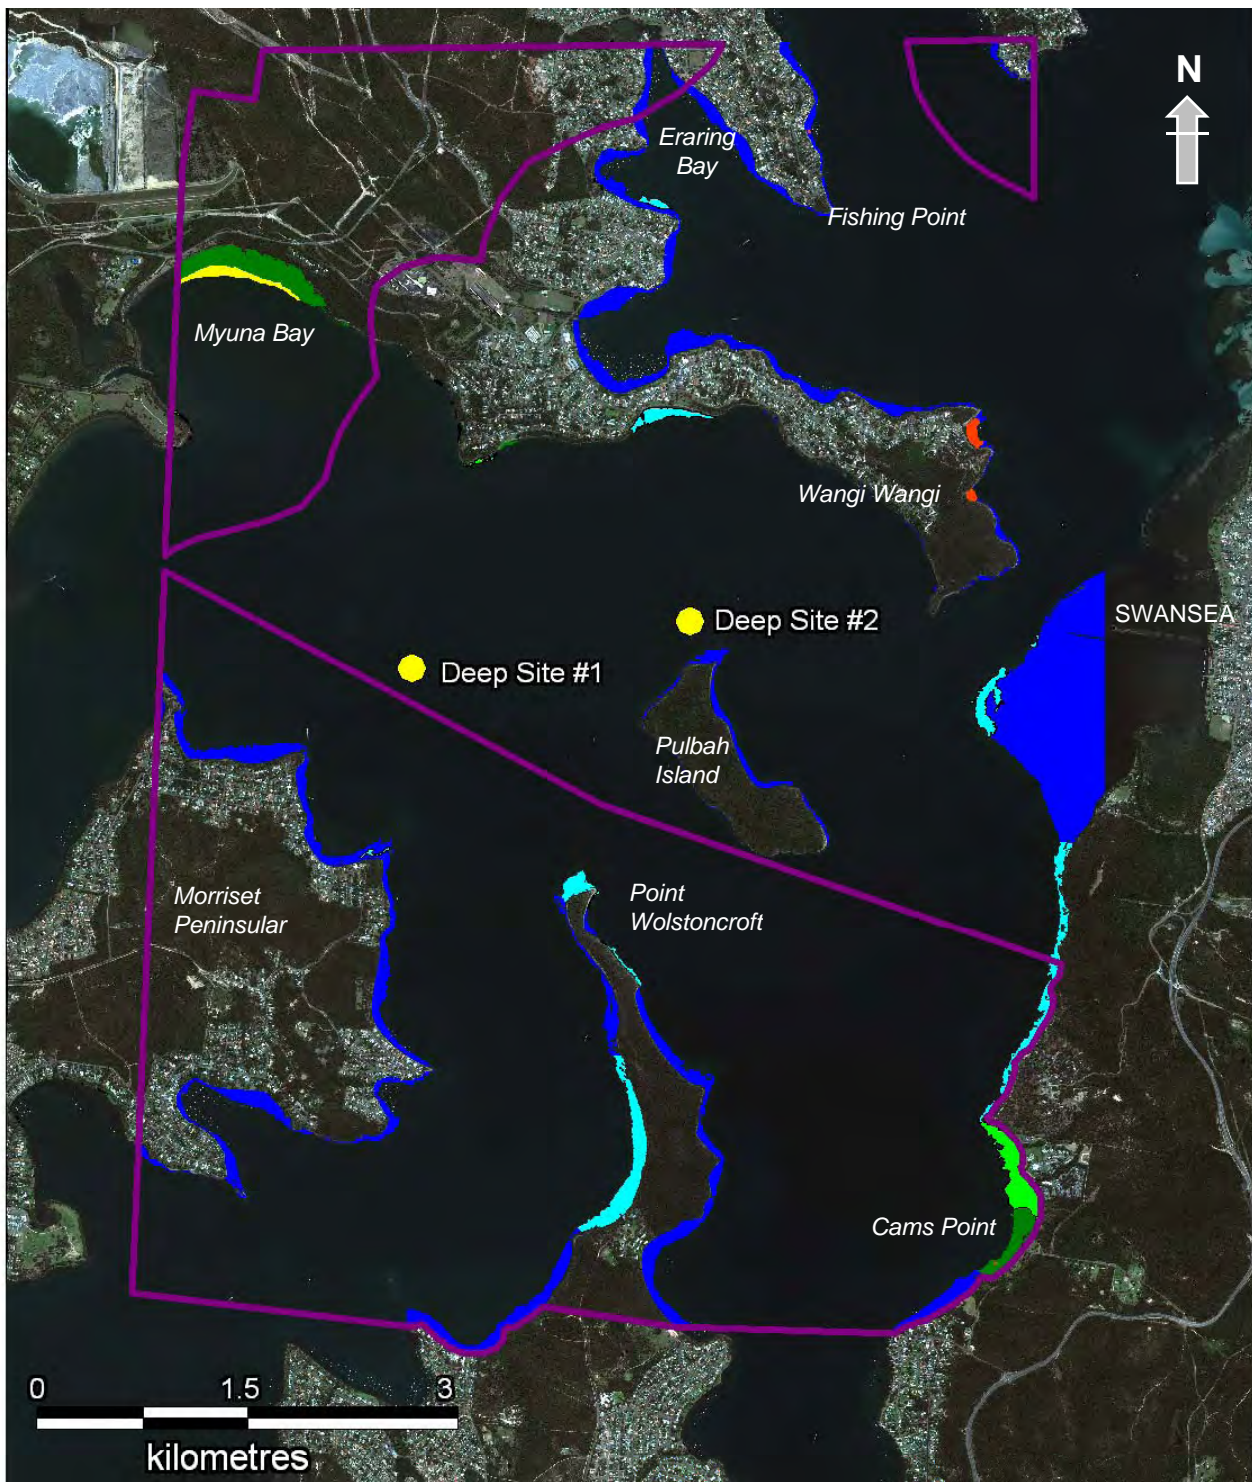 N
Eraring
Bay
Fishing Point
Myuna Bay
Wangi Wangi
SWANSEA
Deep Site #2
Deep Site #1
Pulbah
Island
Morriset
Peninsular
Point
Wolstoncroft
Cams Point
0 1.5 3
kilometres